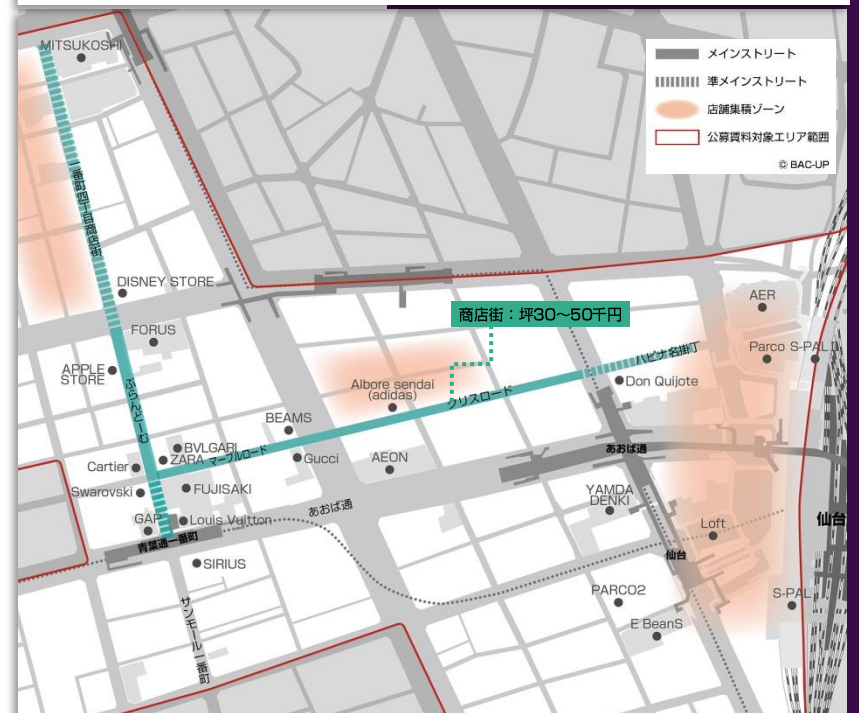 メインストリート
準メインストリート
店舗集積ゾーン
公募賃料対象エリア範囲
© BAC-UP
MITSUKOSHI
一番町四丁目商店街
DISNEY STORE
FORUS
APPLE
STORE
ぶらんどーむ
商店街：坪30～50千円
AER
Parco
S-PALⅡ
ハピナ名掛丁
Don Quijote
Albore sendai
(adidas)
クリスロード
BEAMS
BVLGARI
ZARA
マーブルロード
Gucci
AEON
Cartier
Swarovski
FUJISAKI
GAP
Louis Vuitton
青葉通一番町
あおば通
あおば通
YAMDA
DENKI
Loft
仙台
仙台
SIRIUS
サンモール一番町
PARCO2
E BeanS
S-PAL